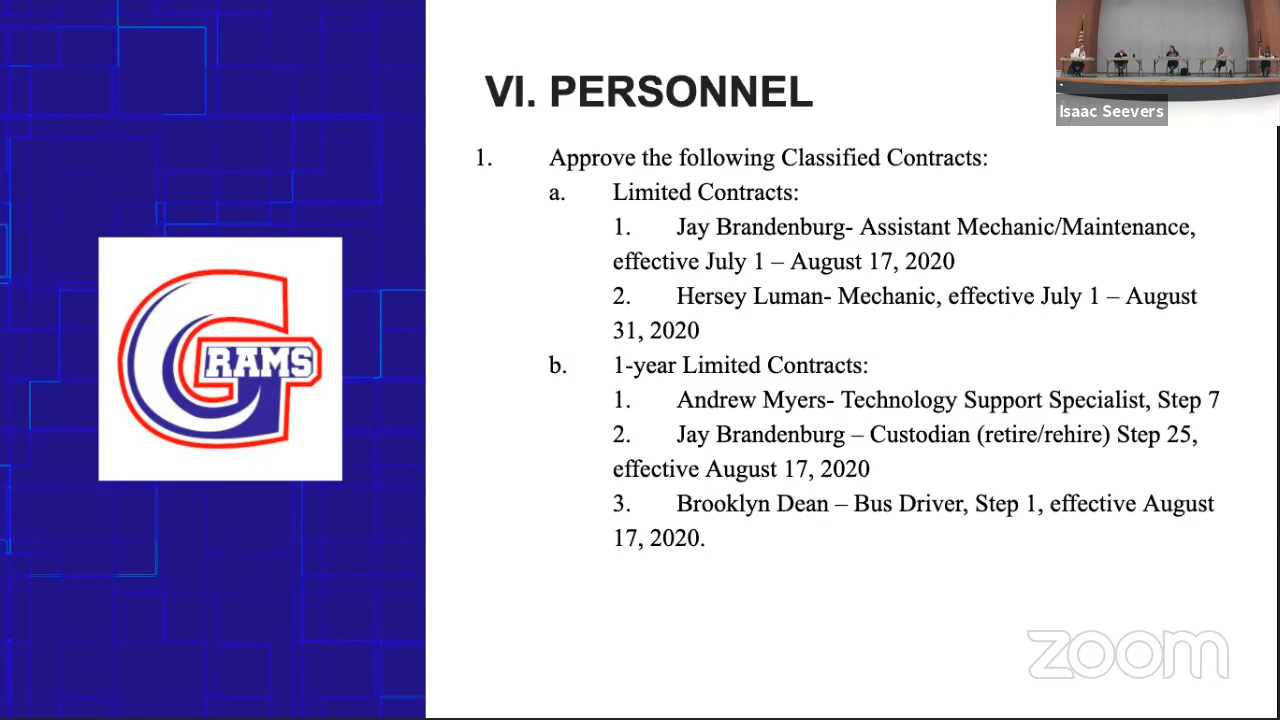 VI. PERSONNEL
Isaac Seevers
1. Approve the following Classified Contracts:
a. Limited Contracts:
1. Jay Brandenburg- Assistant Mechanic/Maintenance,
effective July 1 – August 17, 2020
2. Hersey Luman- Mechanic, effective July 1 – August
31, 2020
b. 1-year Limited Contracts:
1. Andrew Myers- Technology Support Specialist, Step 7
2. Jay Brandenburg – Custodian (retire/rehire) Step 25,
effective August 17, 2020
3. Brooklyn Dean – Bus Driver, Step 1, effective August
17, 2020.
G
RAMS
zoom